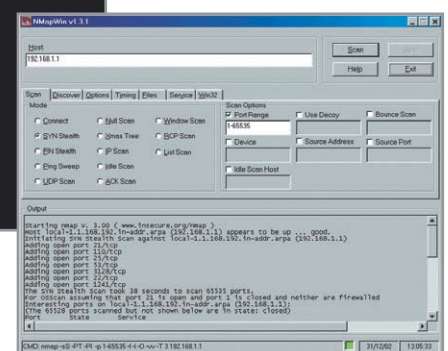 NMapWin v1.3.1
Host
192.168.1.1
Scan
Stop
Help
Exit
Scan Discover Options Timing Files Service Win32
Mode
Connect Null Scan Window Scan
SYN Stealth Xmas Tree RCP Scan
FIN Stealth IP Scan List Scan
Ping Sweep Idle Scan
UDP Scan ACK Scan
Scan Options
Port Range Use Decoy Bounce Scan
1-65535
Device Source Address Source Port
Idle Scan Host
Output
Starting nmap v. 3.00 ( www.insecure.org/nmap )
Host local-1.1.168.192.in-addr.arpa (192.168.1.1) appears to be up ... good.
Initiating SYN Stealth Scan against local-1.1.168.192.in-addr.arpa (192.168.1.1)
Adding open port 21/tcp
Adding open port 110/tcp
Adding open port 25/tcp
Adding open port 53/tcp
Adding open port 3128/tcp
Adding open port 22/tcp
Adding open port 1241/tcp
The SYN Stealth Scan took 38 seconds to scan 65535 ports.
For OSScan assuming that port 21 is open and port 1 is closed and neither are firewalled
Interesting ports on local-1.1.168.192.in-addr.arpa (192.168.1.1):
(The 65528 ports scanned but not shown below are in state: closed)
Port State Service
CMD: nmap -sS -PT -PI -p 1-65535 -f -I -O -vv -T 3 192.168.1.1
31/12/02
13:05:33